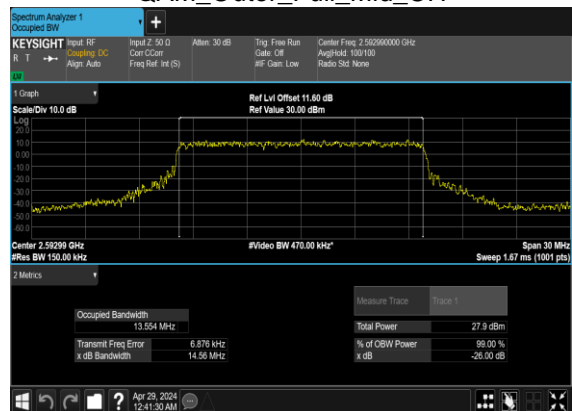 Spectrum Analyzer 1
Occupied BW
KEYSIGHT Input: RF Input Z: 50 Ω Atten: 30 dB Trig: Free Run Center Freq: 2.592990000 GHz
R T Coupling: DC Corr CCorr Gate: Off Avg|Hold: 100/100
Align: Auto Freq Ref: Int (S) #IF Gain: Low Radio Std: None
1 Graph
Scale/Div 10.0 dB Ref Lvl Offset 11.60 dB
Ref Value 30.00 dBm
Log
20.0
10.0
0.00
-10.0
-20.0
-30.0
-40.0
-50.0
-60.0
Center 2.59299 GHz #Video BW 470.00 kHz* Span 30 MHz
#Res BW 150.00 kHz Sweep 1.67 ms (1001 pts)
2 Metrics
Measure Trace Trace 1
Occupied Bandwidth
13.554 MHz Total Power 27.9 dBm
Transmit Freq Error 6.876 kHz % of OBW Power 99.00 %
x dB Bandwidth 14.56 MHz x dB -26.00 dB
? Apr 29, 2024
12:41:30 AM